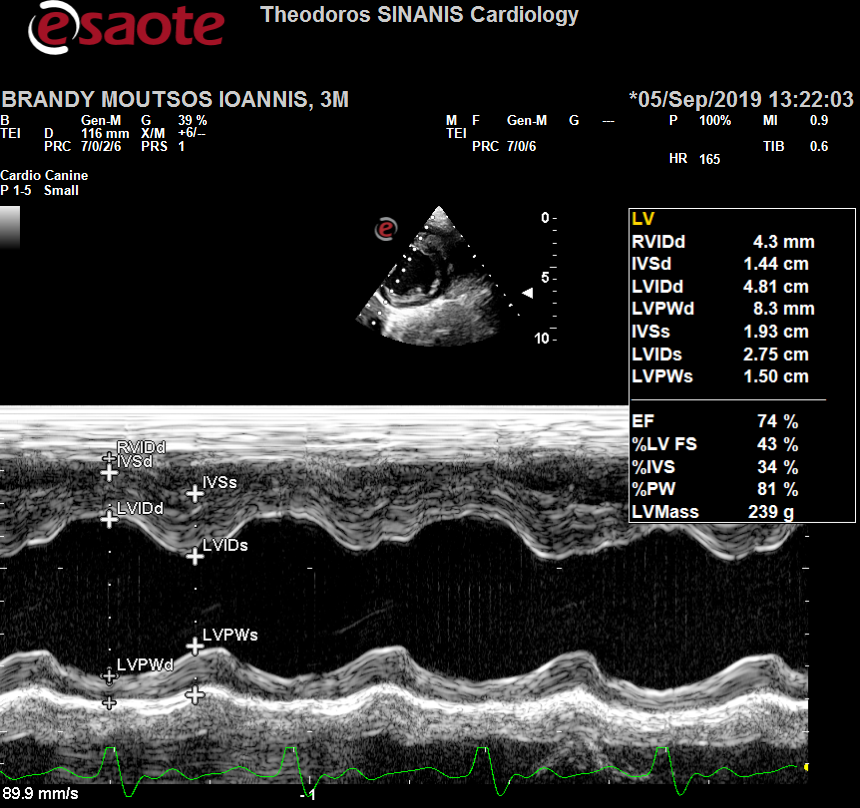 esaote
Theodoros SINANIS Cardiology
BRANDY MOUTSOS IOANNIS, 3M
*05/Sep/2019 13:22:03
B Gen-M G 39 %
TEI D 116 mm X/M +6/--
PRC 7/0/2/6 PRS 1
M F Gen-M G ---
TEI
PRC 7/0/6
P 100% MI 0.9
TIB 0.6
HR 165
Cardio Canine
P 1-5 Small
e
0-
5
10-
LV
RVIDd 4.3 mm
IVSd 1.44 cm
LVIDd 4.81 cm
LVPWd 8.3 mm
IVSs 1.93 cm
LVIDs 2.75 cm
LVPWs 1.50 cm
EF 74 %
%LV FS 43 %
%IVS 34 %
%PW 81 %
LVMass 239 g
RVIDd
IVSd
IVSs
LVIDd
LVIDs
LVPWs
LVPWd
89.9 mm/s
-1